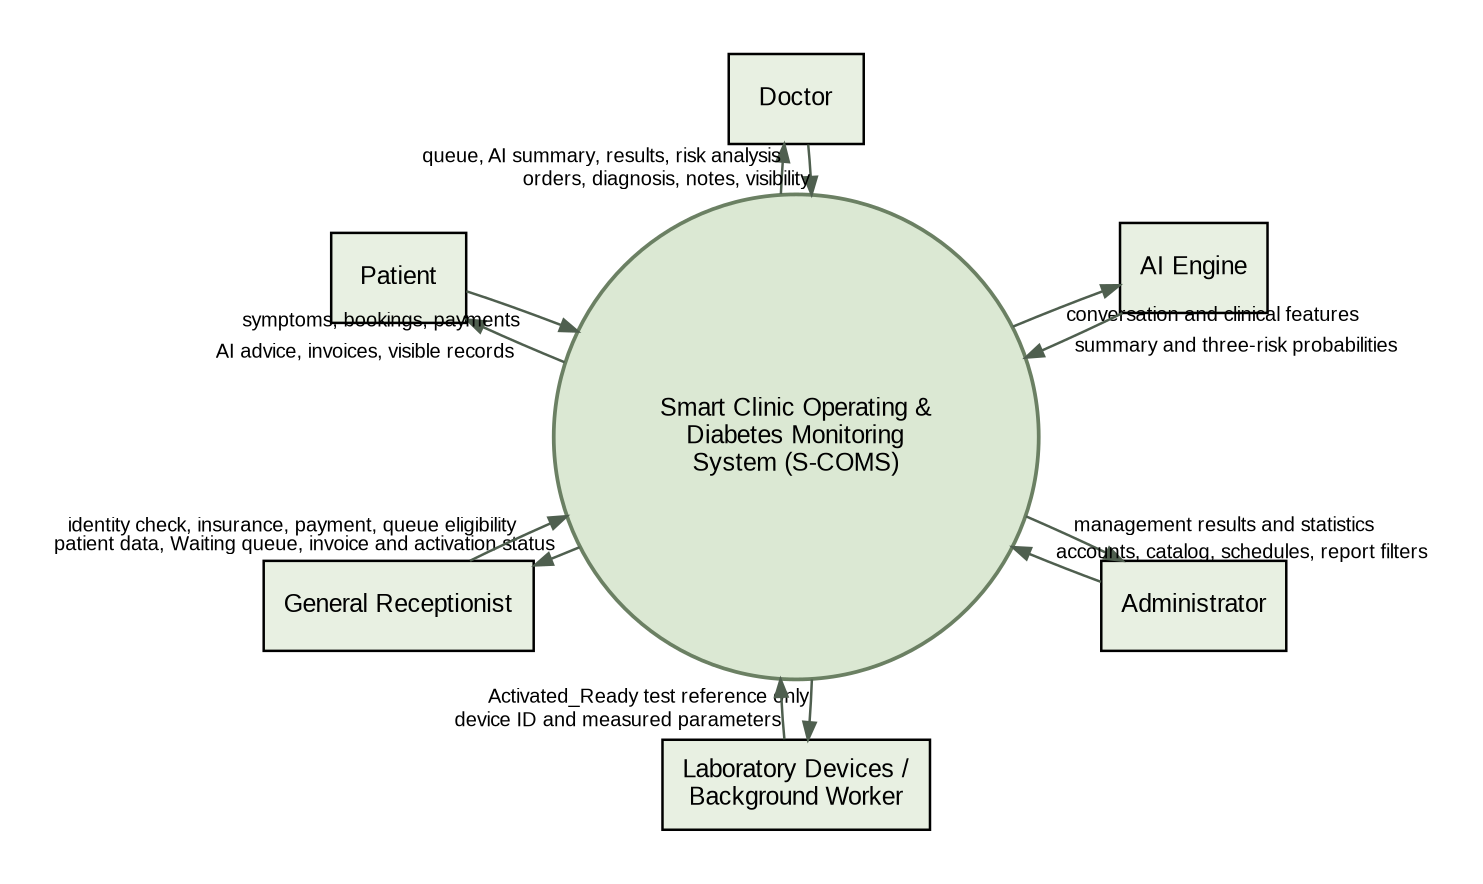 Doctor
queue, AI summary, results, risk analysis
orders, diagnosis, notes, visibility
Patient
AI Engine
symptoms, bookings, payments
conversation and clinical features
AI advice, invoices, visible records
summary and three-risk probabilities
Smart Clinic Operating &
Diabetes Monitoring
System (S-COMS)
identity check, insurance, payment, queue eligibility
management results and statistics
patient data, Waiting queue, invoice and activation status
accounts, catalog, schedules, report filters
General Receptionist
Administrator
Activated_Ready test reference only
device ID and measured parameters
Laboratory Devices /
Background Worker